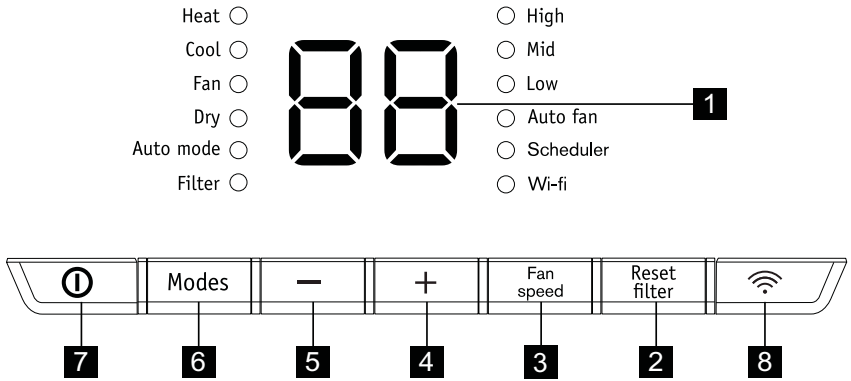 Heat
High
Cool
Mid
Fan
Low
88
1
Dry
Auto fan
Auto mode
Scheduler
Filter
Wi-fi
Modes
−
+
Fan
speed
Reset
filter
7
6
5
4
3
2
8